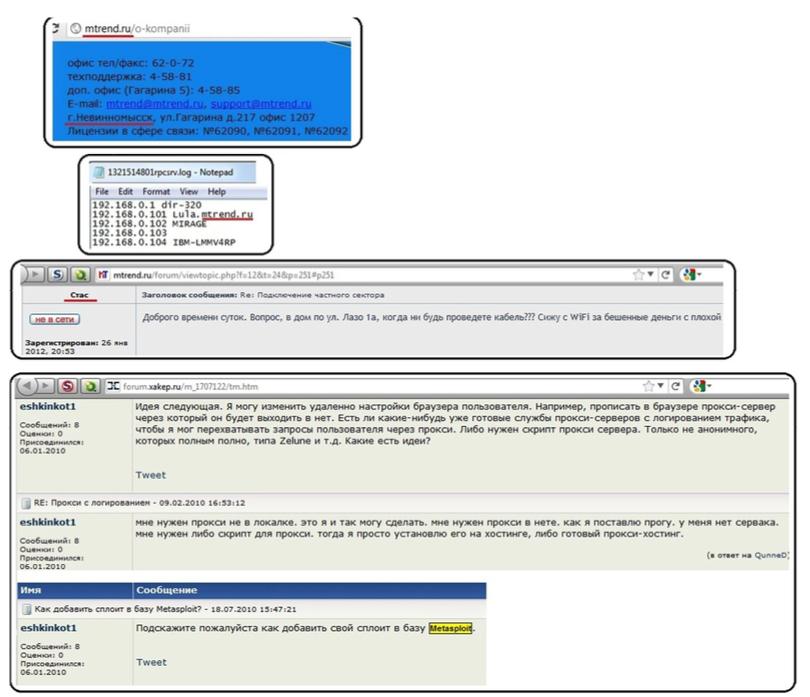 mtrend.ru/o-kompanii
офис тел/факс: 62-0-72
техподдержка: 4-58-81
доп. офис (Гагарина 5): 4-58-85
E-mail: mtrend@mtrend.ru, support@mtrend.ru
г.Невинномысск, ул.Гагарина д.217 офис 1207
Лицензии в сфере связи: №62090, №62091, №62092
1321514801rpcsrv.log - Notepad
File Edit Format View Help
192.168.0.1 dir-320
192.168.0.101 Lula.mtrend.ru
192.168.0.102 MIRAGE
192.168.0.103
192.168.0.104 IBM-LMMV4RP
mtrend.ru/forum/viewtopic.php?f=12&t=24&p=251#p251
Стас
Заголовок сообщения: Re: Подключение частного сектора
не в сети
Доброго времени суток. Вопрос, в дом по ул. Лазо 1а, когда ни будь проведете кабель??? Сижу с WiFi за бешенные деньги с плохой
Зарегистрирован: 26 янв
2012, 20:53
forum.xakep.ru/m_1707122/tm.htm
eshkinkot1
Сообщений: 8
Оценки: 0
Присоединился:
06.01.2010
Идея следующая. Я могу изменить удаленно настройки браузера пользователя. Например, прописать в браузере прокси-сервер
через который он будет выходить в нет. Есть ли какие-нибудь уже готовые службы прокси-серверов с логированием трафика,
чтобы я мог перехватывать запросы пользователя через прокси. Либо нужен скрипт прокси сервера. Только не анонимного,
которых полным полно, типа Zelune и т.д. Какие есть идеи?
Tweet
RE: Прокси с логированием - 09.02.2010 16:53:12
eshkinkot1
Сообщений: 8
Оценки: 0
Присоединился:
06.01.2010
мне нужен прокси не в локалке. это я и так могу сделать. мне нужен прокси в нете. как я поставлю прогу. у меня нет сервака.
мне нужен либо скрипт для прокси. тогда я просто установлю его на хостинге, либо готовый прокси-хостинг.
(в ответ на QunneD)
Имя Сообщение
Как добавить сплоит в базу Metasploit? - 18.07.2010 15:47:21
eshkinkot1
Сообщений: 8
Оценки: 0
Присоединился:
06.01.2010
Подскажите пожалуйста как добавить свой сплоит в базу Metasploit.
Tweet